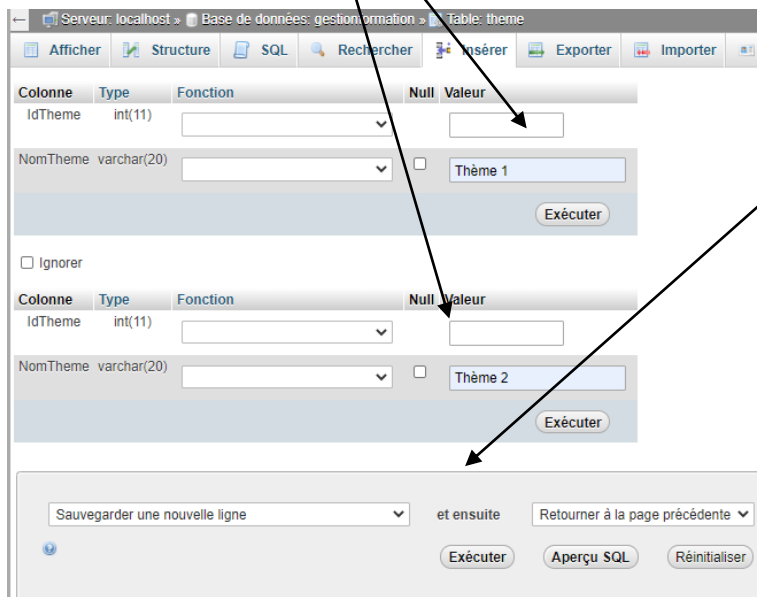 ← Serveur: localhost » Base de données: gestionformation » Table: theme
Afficher Structure SQL Rechercher Insérer Exporter Importer
Colonne Type Fonction Null Valeur
IdTheme int(11)
NomTheme varchar(20) Thème 1
Exécuter
Ignorer
Colonne Type Fonction Null Valeur
IdTheme int(11)
NomTheme varchar(20) Thème 2
Exécuter
Sauvegarder une nouvelle ligne et ensuite Retourner à la page précédente
Exécuter Aperçu SQL Réinitialiser